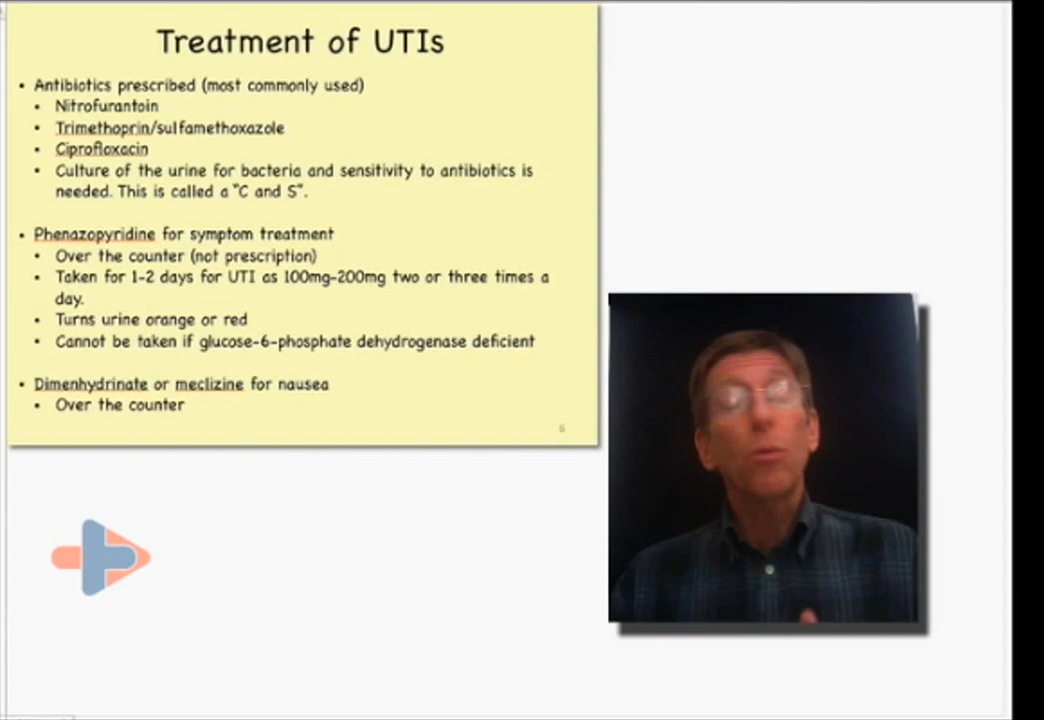 Treatment of UTIs
• Antibiotics prescribed (most commonly used)
• Nitrofurantoin
• Trimethoprin/sulfamethoxazole
• Ciprofloxacin
• Culture of the urine for bacteria and sensitivity to antibiotics is
needed. This is called a "C and S".
• Phenazopyridine for symptom treatment
• Over the counter (not prescription)
• Taken for 1-2 days for UTI as 100mg-200mg two or three times a
day.
• Turns urine orange or red
• Cannot be taken if glucose-6-phosphate dehydrogenase deficient
• Dimenhydrinate or meclizine for nausea
• Over the counter
6